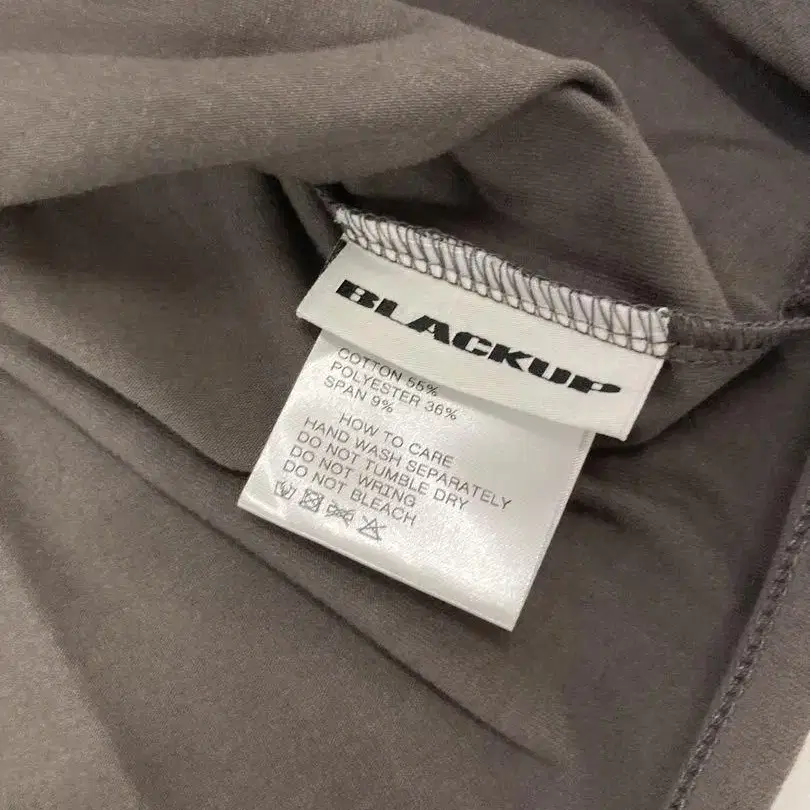 BLACKUP
COTTON 55%
POLYESTER 36%
SPAN 9%
HOW TO CARE
HAND WASH SEPARATELY
DO NOT TUMBLE DRY
DO NOT WRING
DO NOT BLEACH